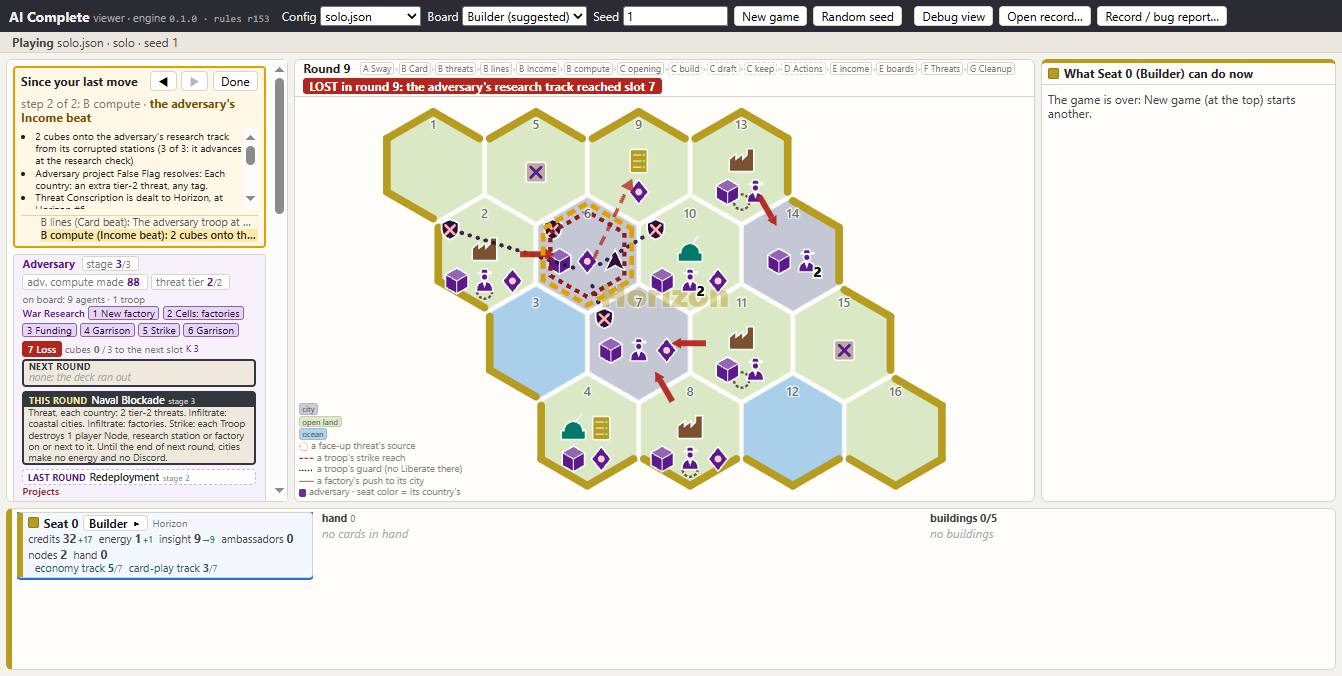 AI Complete viewer · engine 0.1.0 · rules r153 Config solo.json Board Builder (suggested) Seed 1 New game Random seed Debug view Open record... Record / bug report...
Playing solo.json · solo · seed 1
Since your last move ◀ ▶ Done
step 2 of 2: B compute · the adversary's
Income beat
2 cubes onto the adversary's research track
from its corrupted stations (3 of 3: it advances
at the research check)
Adversary project False Flag resolves: Each
country: an extra tier-2 threat, any tag.
Threat Conscription is dealt to Horizon, at
B lines (Card beat): The adversary troop at ...
B compute (Income beat): 2 cubes onto th...
Adversary stage 3/3
adv. compute made 88 threat tier 2/2
on board: 9 agents · 1 troop
War Research 1 New factory 2 Cells: factories
3 Funding 4 Garrison 5 Strike 6 Garrison
7 Loss cubes 0 / 3 to the next slot K 3
NEXT ROUND
none: the deck ran out
THIS ROUND Naval Blockade stage 3
Threat, each country: 2 tier-2 threats. Infiltrate:
coastal cities. Infiltrate: factories. Strike: each Troop
destroys 1 player Node, research station or factory
on or next to it. Until the end of next round, cities
make no energy and no Discord.
LAST ROUND Redeployment stage 2
Projects
Round 9 A Sway B Card B threats B lines B Income B compute C opening C build C draft C keep D Actions E income E boards F Threats G Cleanup
LOST in round 9: the adversary's research track reached slot 7
1 5 9 13
2 6 10 14
2
2
Horizon
3 7 11 15
4 8 12 16
city
open land
ocean
a face-up threat's source
a troop's strike reach
a troop's guard (no Liberate there)
a factory's push to its city
adversary · seat color = its country's
What Seat 0 (Builder) can do now
The game is over: New game (at the top) starts
another.
Seat 0 Builder ▸ Horizon
credits 32 +17 energy 1 +1 insight 9 →9 ambassadors 0
nodes 2 hand 0
economy track 5/7 card-play track 3/7
hand 0
no cards in hand
buildings 0/5
no buildings